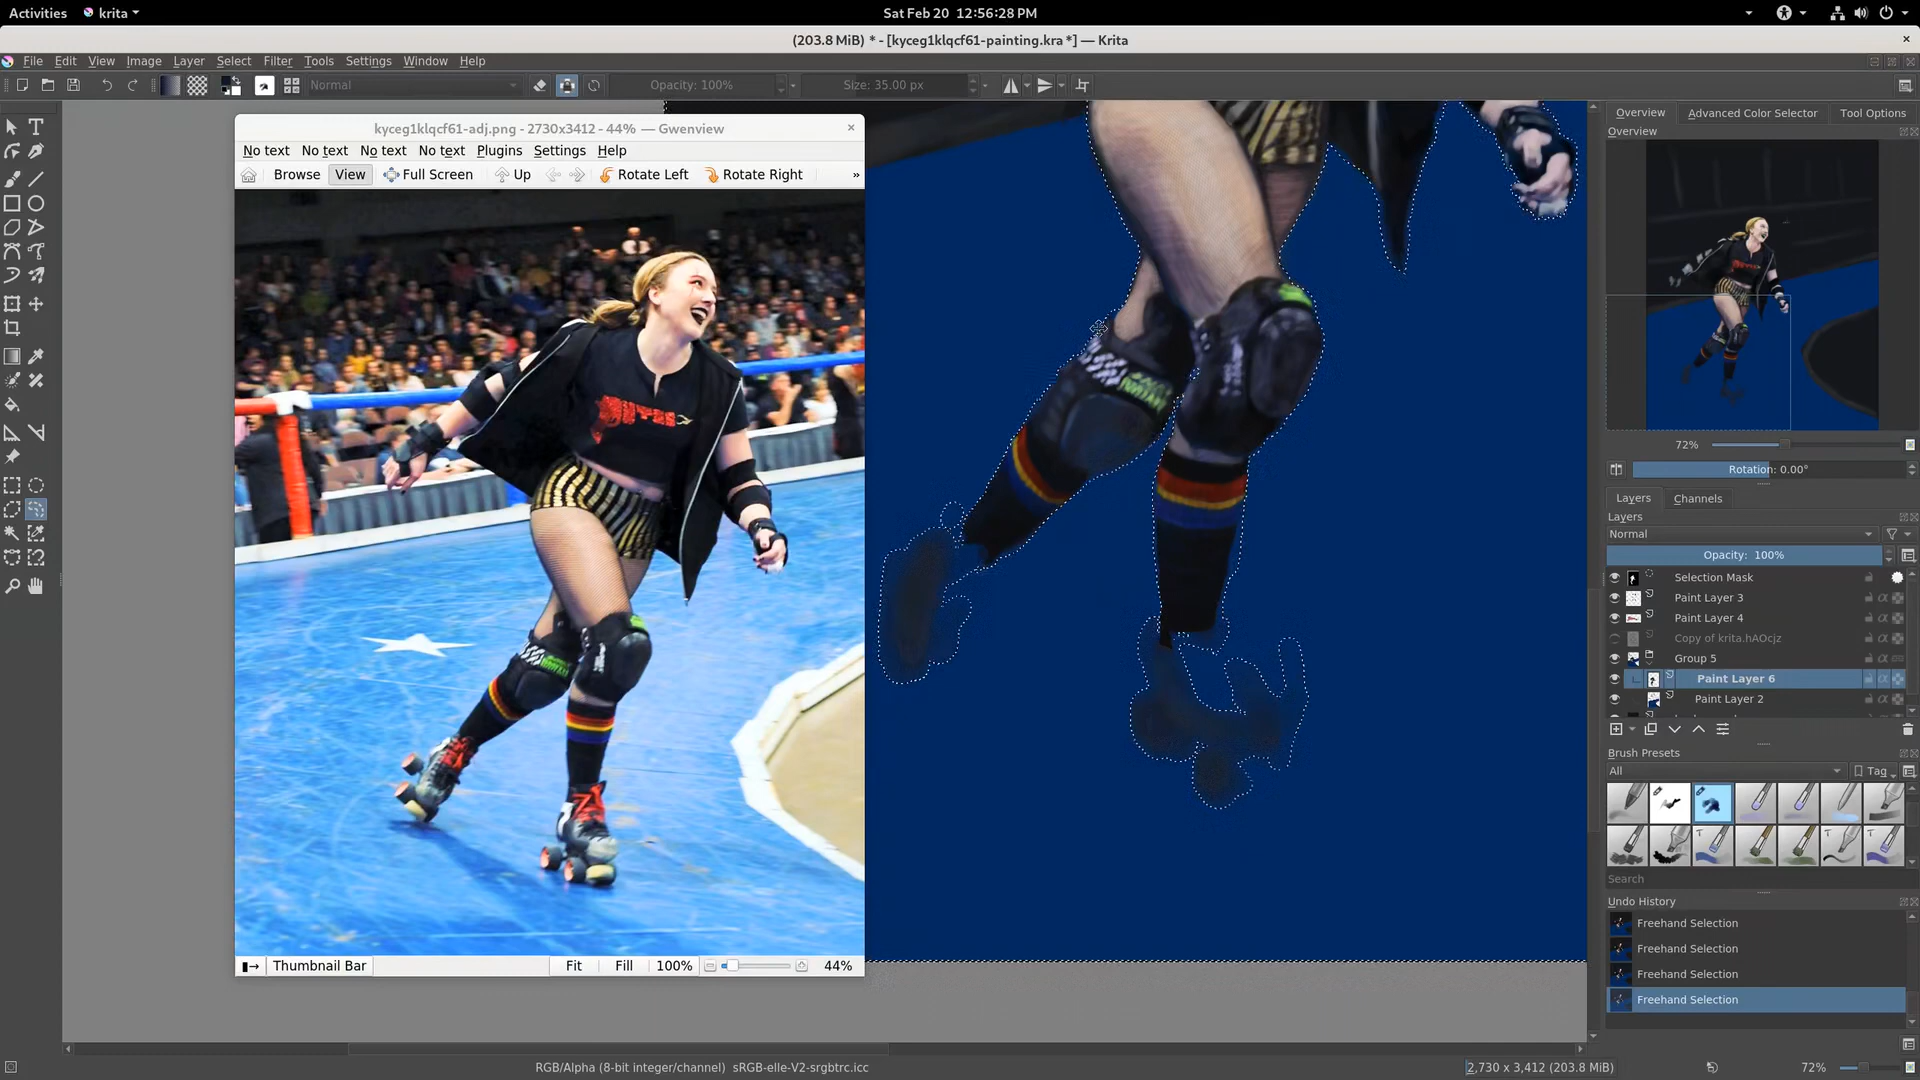 Activities
krita
Sat Feb 20 12:56:28 PM
(203.8 MiB) * - [kyceg1klqcf61-painting.kra *] — Krita
File Edit View Image Layer Select Filter Tools Settings Window Help
Normal
Opacity: 100%
Size: 35.00 px
kyceg1klqcf61-adj.png - 2730x3412 - 44% — Gwenview
No text No text No text No text Plugins Settings Help
Browse View Full Screen Up Rotate Left Rotate Right »
Thumbnail Bar
Fit Fill 100% 44%
Overview Advanced Color Selector Tool Options
Overview
72%
Rotation: 0.00°
Layers Channels
Layers
Normal
Opacity: 100%
Selection Mask
Paint Layer 3
Paint Layer 4
Copy of krita.hAOcjz
Group 5
Paint Layer 6
Paint Layer 2
Brush Presets
All
Tag
Search
Undo History
Freehand Selection
Freehand Selection
Freehand Selection
Freehand Selection
RGB/Alpha (8-bit integer/channel) sRGB-elle-V2-srgbtrc.icc
2,730 x 3,412 (203.8 MiB)
72%